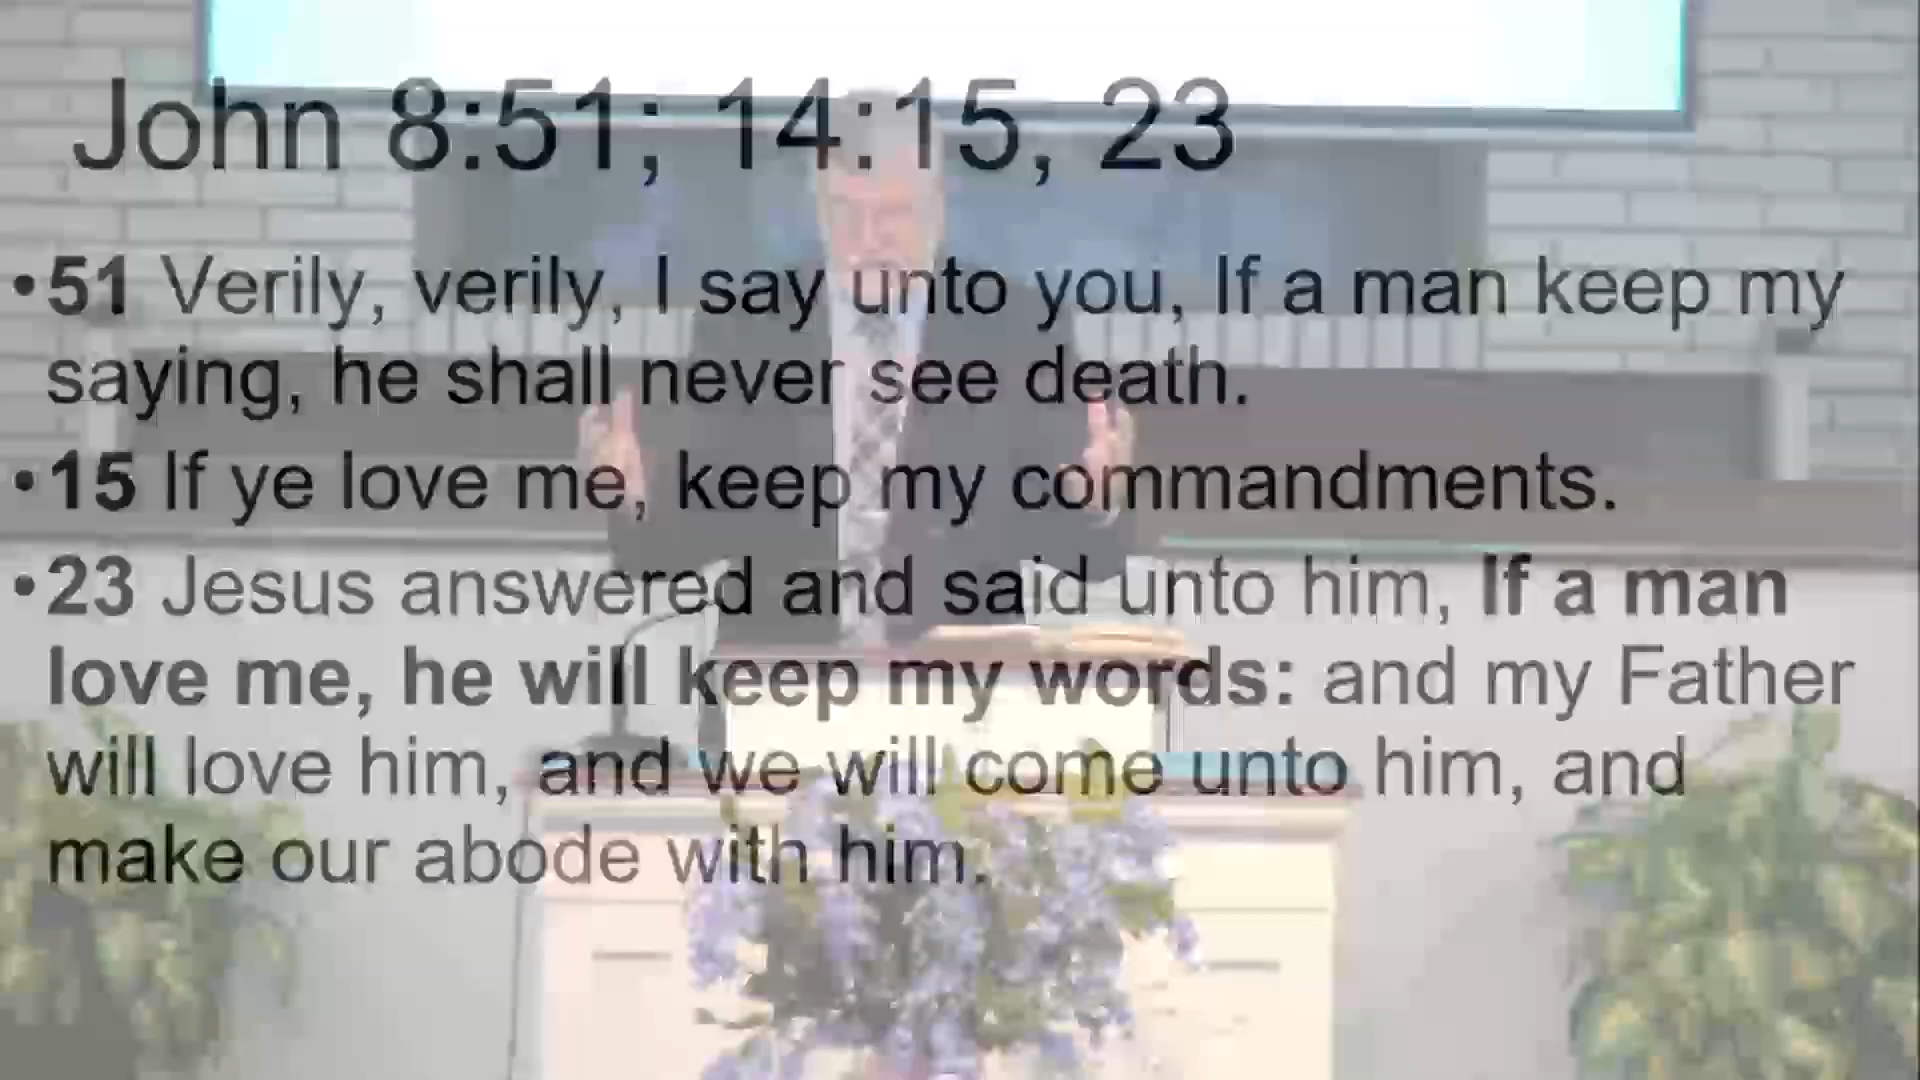 John 8:51; 14:15, 23
•51 Verily, verily, I say unto you, If a man keep my
saying, he shall never see death.
•15 If ye love me, keep my commandments.
•23 Jesus answered and said unto him, If a man
love me, he will keep my words: and my Father
will love him, and we will come unto him, and
make our abode with him.